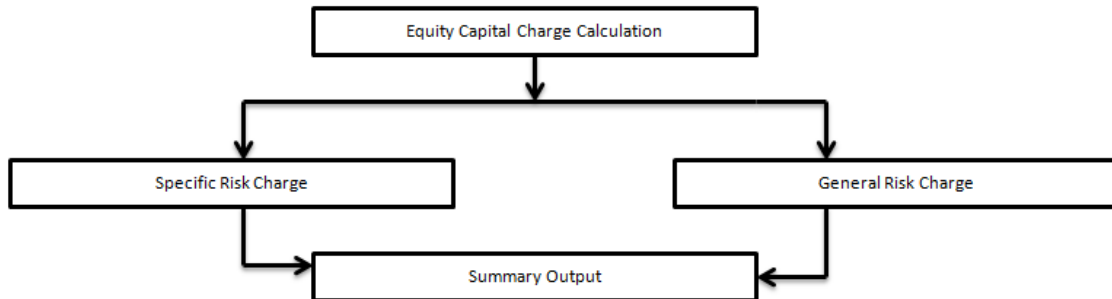 Equity Capital Charge Calculation
Specific Risk Charge
General Risk Charge
Summary Output